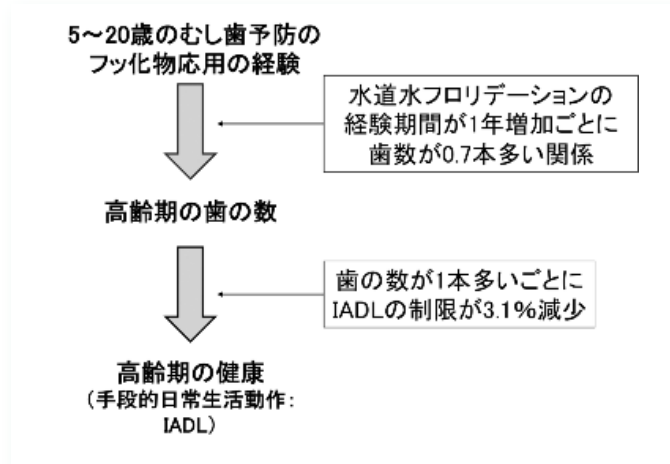 5～20歳のむし歯予防の
フッ化物応用の経験
水道水フロリデーションの
経験期間が1年増加ごとに
歯数が0.7本多い関係
高齢期の歯の数
歯の数が1本多いごとに
IADLの制限が3.1%減少
高齢期の健康
（手段的日常生活動作：
IADL）